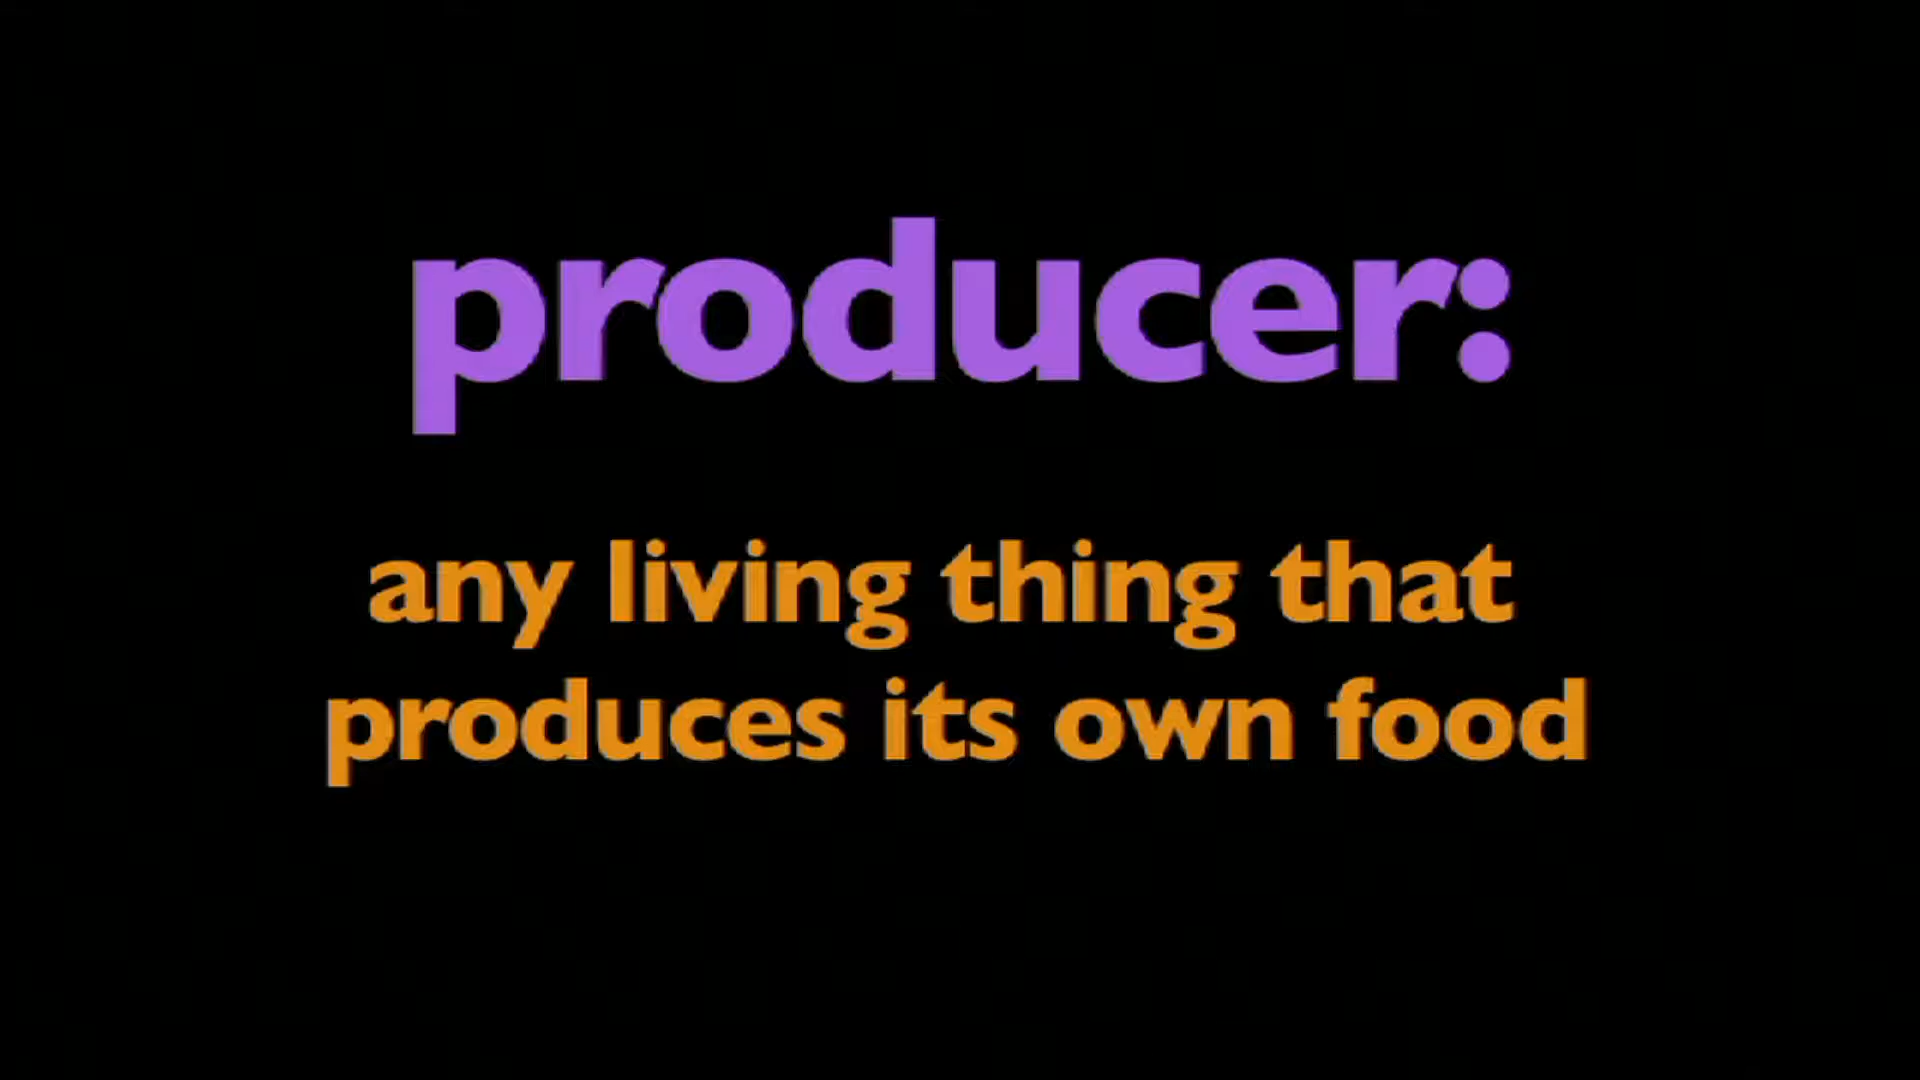 producer:
any living thing that
produces its own food